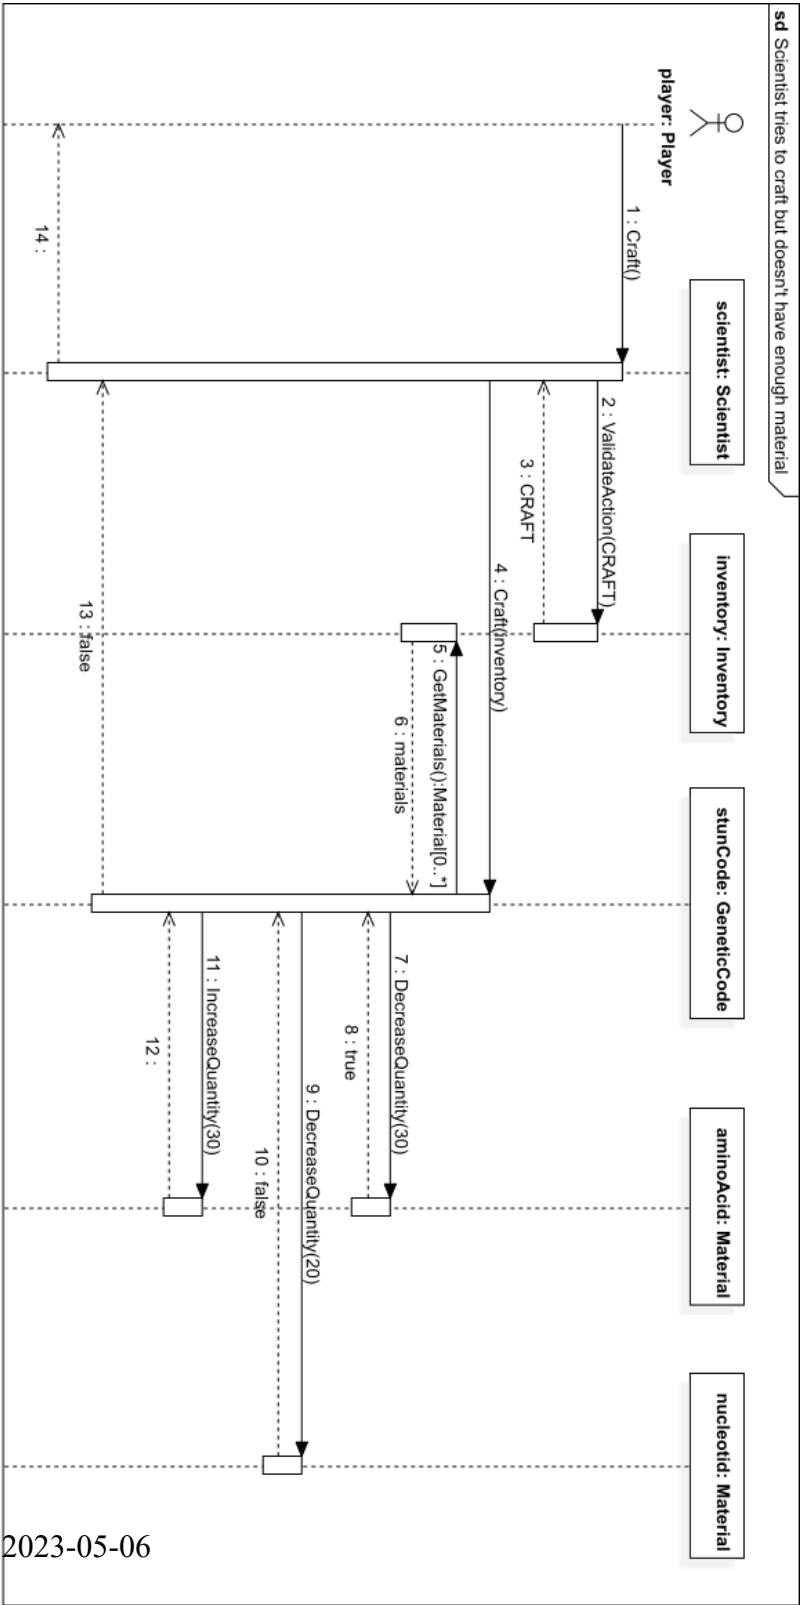 sd Scientist tries to craft but doesn't have enough material
player: Player
scientist: Scientist
inventory: Inventory
stunCode: GeneticCode
aminoAcid: Material
nucleotid: Material
1 : Craft()
2 : ValidateAction(CRAFT)
3 : CRAFT
4 : Craft(inventory)
5 : GetMaterials():Material[0..*]
6 : materials
7 : DecreaseQuantity(30)
8 : true
9 : DecreaseQuantity(20)
10 : false
11 : IncreaseQuantity(30)
12 :
13 : false
14 :
2023-05-06